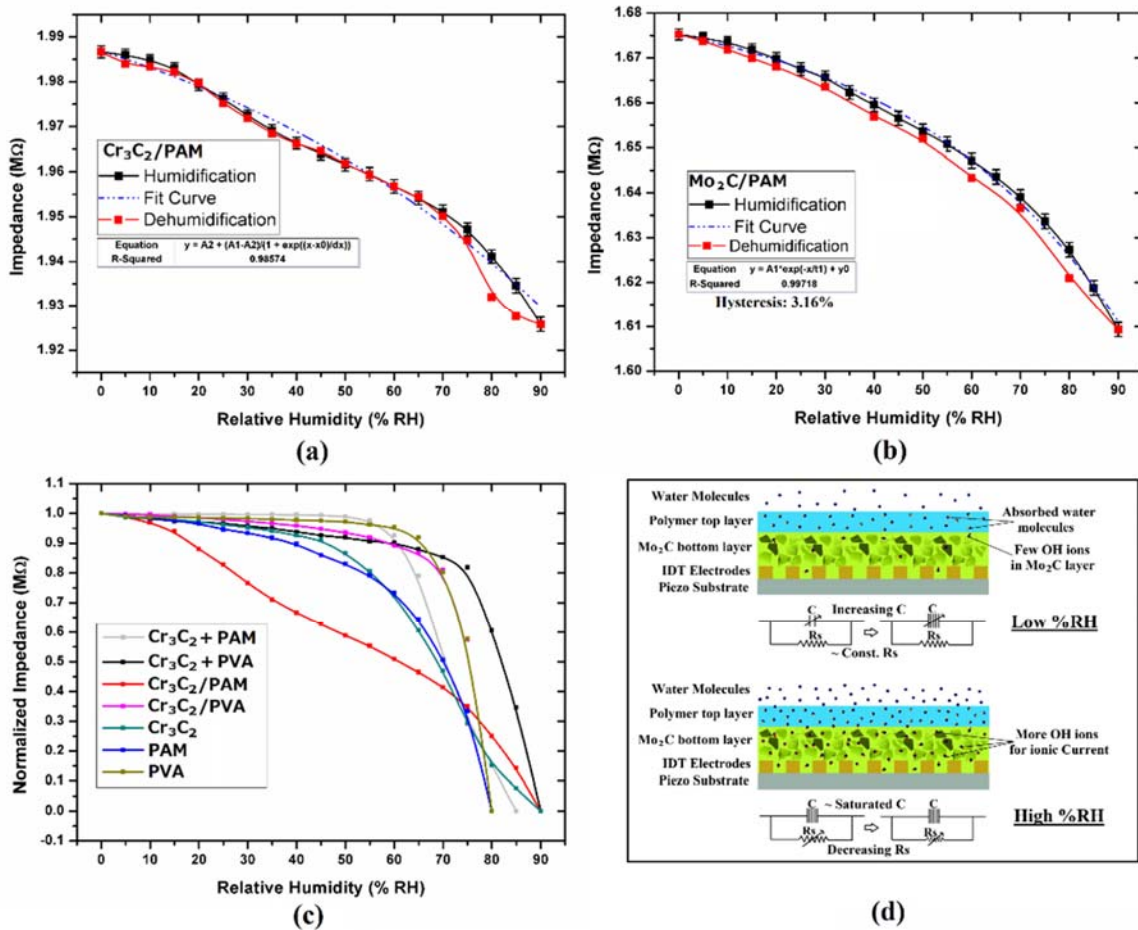 1.99
1.98
1.97
1.96
1.95
1.94
1.93
1.92
Impedance (MΩ)
Cr₃C₂/PAM
Humidification
Fit Curve
Dehumidification
Equation y = A2 + (A1-A2)/(1 + exp((x-x0)/dx))
R-Squared 0.98574
0 10 20 30 40 50 60 70 80 90
Relative Humidity (% RH)
(a)
1.68
1.67
1.66
1.65
1.64
1.63
1.62
1.61
1.60
Impedance (MΩ)
Mo₂C/PAM
Humidification
Fit Curve
Dehumidification
Equation y = A1*exp(-x/t1) + y0
R-Squared 0.99718
Hysteresis: 3.16%
0 10 20 30 40 50 60 70 80 90
Relative Humidity (% RH)
(b)
1.1
1.0
0.9
0.8
0.7
0.6
0.5
0.4
0.3
0.2
0.1
0.0
-0.1
Normalized Impedance (MΩ)
Cr₃C₂+ PAM
Cr₃C₂+ PVA
Cr₃C₂/PAM
Cr₃C₂/PVA
Cr₃C₂
PAM
PVA
0 10 20 30 40 50 60 70 80 90
Relative Humidity (% RH)
(c)
Water Molecules
Polymer top layer
Mo₂C bottom layer
IDT Electrodes
Piezo Substrate
Absorbed water
molecules
Few OH ions
in Mo₂C layer
C Increasing C C
Rs Rs
~ Const. Rs
Low %RH
Water Molecules
Polymer top layer
Mo₂C bottom layer
IDT Electrodes
Piezo Substrate
More OH ions
for ionic Current
C ~ Saturated C C
Rs Rs
Decreasing Rs
High %RH
(d)